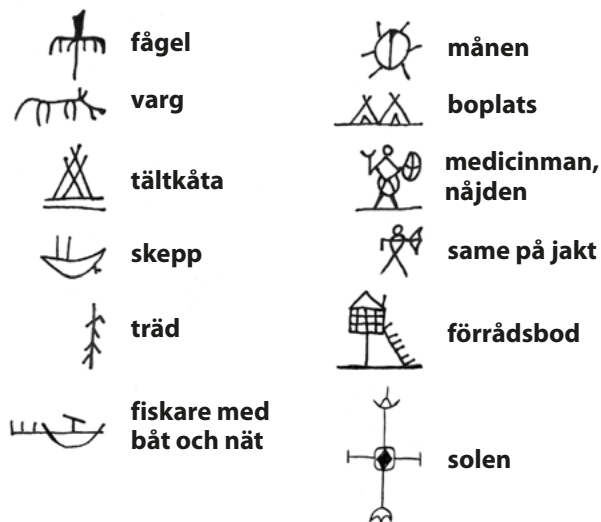 fågel
varg
tältkåta
skepp
träd
fiskare med
båt och nät
månen
boplats
medicinman,
nåjden
same på jakt
förrådsbod
solen